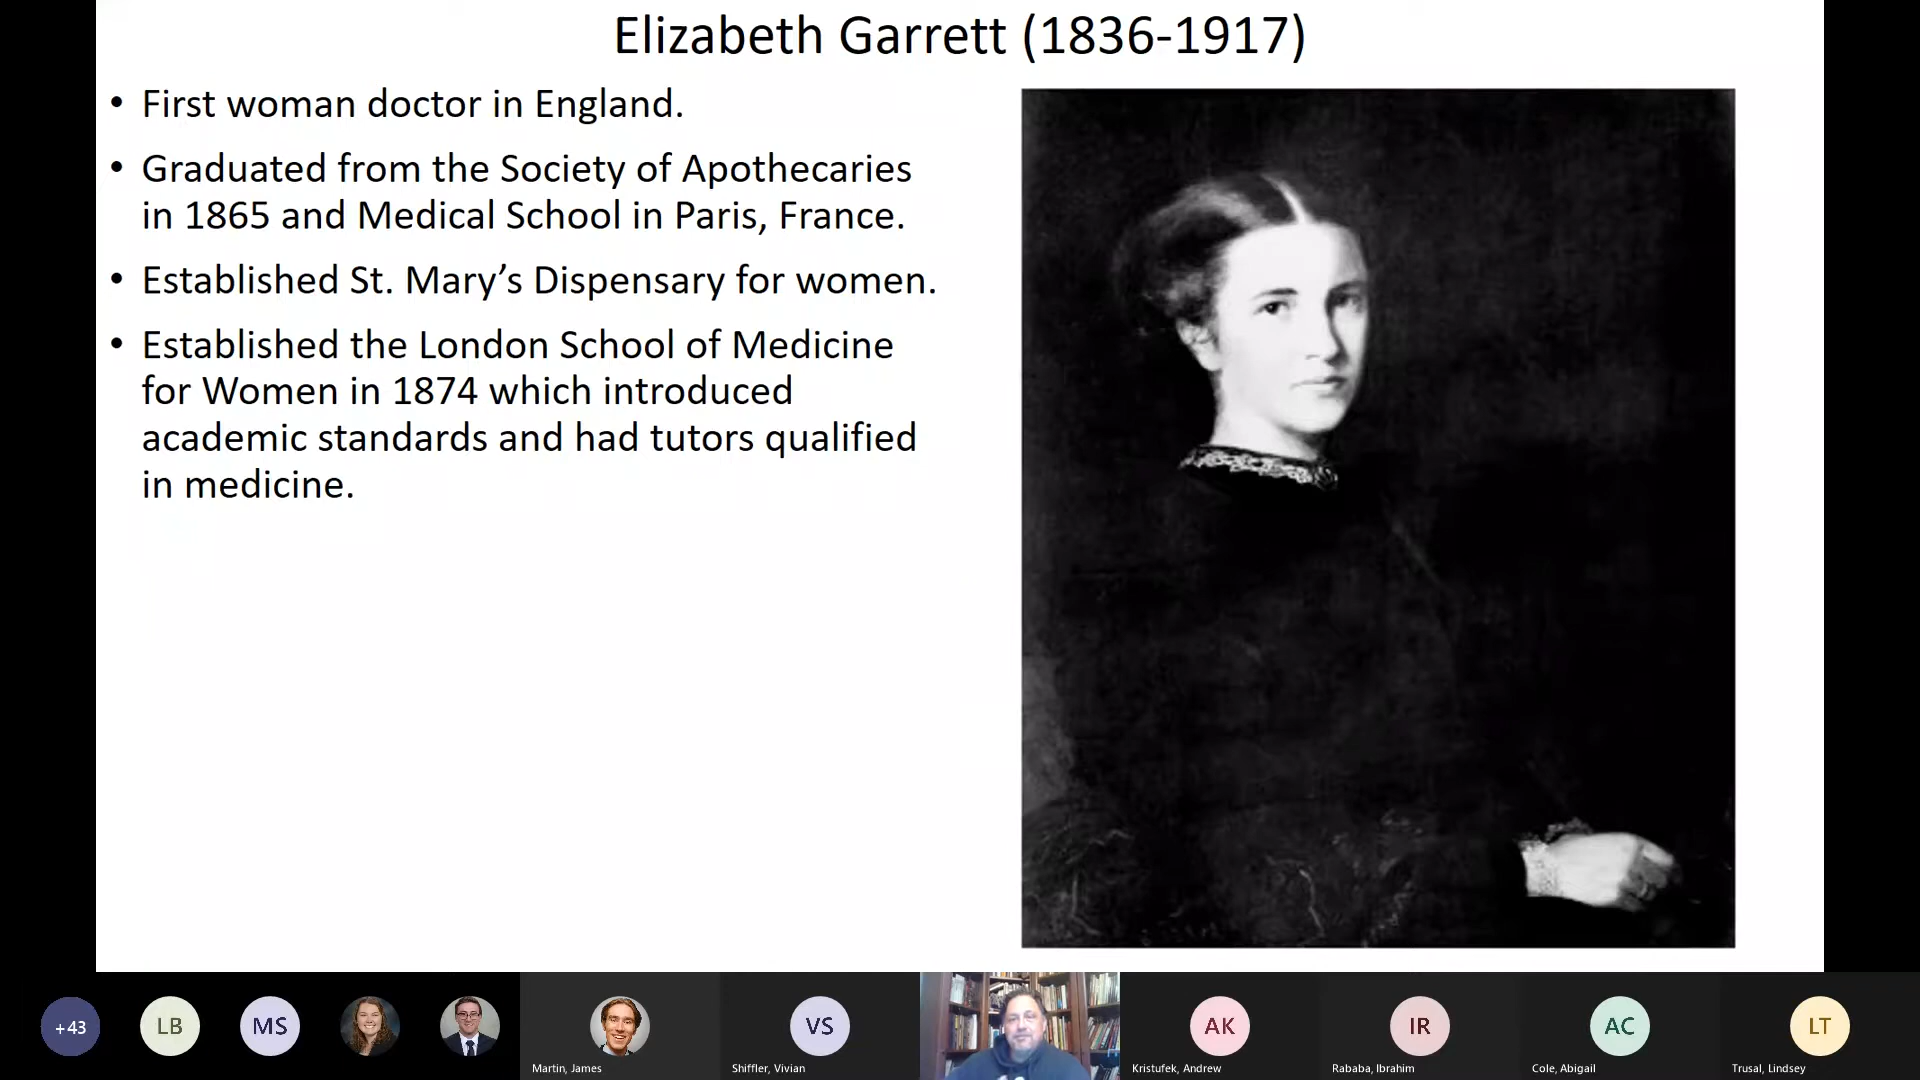 Elizabeth Garrett (1836-1917)
• First woman doctor in England.
• Graduated from the Society of Apothecaries
in 1865 and Medical School in Paris, France.
• Established St. Mary’s Dispensary for women.
• Established the London School of Medicine
for Women in 1874 which introduced
academic standards and had tutors qualified
in medicine.
+43
LB
MS
VS
AK
IR
AC
LT
Martin, James
Shiffler, Vivian
Kristufek, Andrew
Rababa, Ibrahim
Cole, Abigail
Trusal, Lindsey